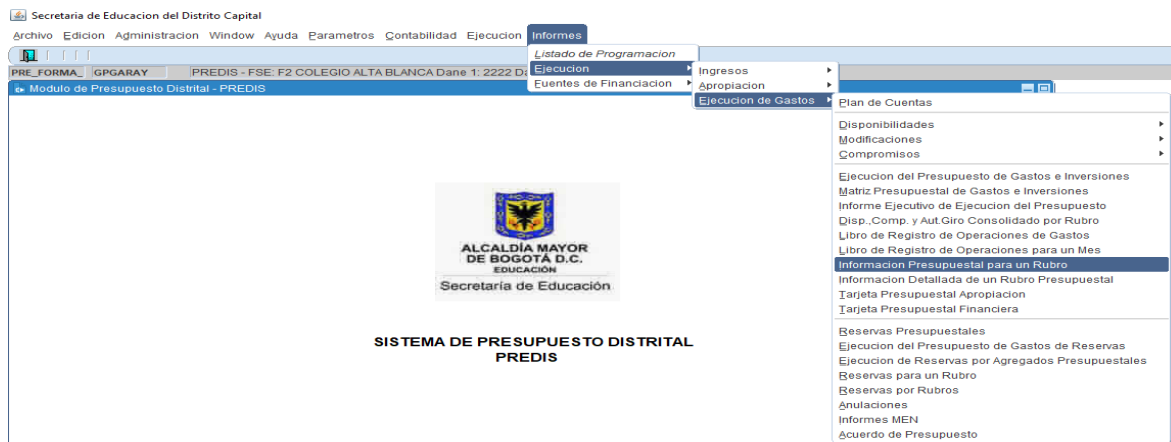 Secretaria de Educacion del Distrito Capital
Archivo Edicion Administracion Window Ayuda Parametros Contabilidad Ejecucion Informes
Listado de Programacion
Ejecucion
Fuentes de Financiacion
Ingresos
Apropiacion
Ejecucion de Gastos
PRE_FORMA_ GPGARAY PREDIS - FSE: F2 COLEGIO ALTA BLANCA Dane 1: 2222
Modulo de Presupuesto Distrital - PREDIS
Plan de Cuentas
Disponibilidades
Modificaciones
Compromisos
Ejecucion del Presupuesto de Gastos e Inversiones
Matriz Presupuestal de Gastos e Inversiones
Informe Ejecutivo de Ejecucion del Presupuesto
Disp.,Comp. y Aut.Giro Consolidado por Rubro
Libro de Registro de Operaciones de Gastos
Libro de Registro de Operaciones para un Mes
Informacion Presupuestal para un Rubro
Informacion Detallada de un Rubro Presupuestal
Tarjeta Presupuestal Apropiacion
Tarjeta Presupuestal Financiera
Reservas Presupuestales
Ejecucion del Presupuesto de Gastos de Reservas
Ejecucion de Reservas por Agregados Presupuestales
Reservas para un Rubro
Reservas por Rubros
Anulaciones
Informes MEN
Acuerdo de Presupuesto
ALCALDÍA MAYOR
DE BOGOTÁ D.C.
EDUCACIÓN
Secretaría de Educación
SISTEMA DE PRESUPUESTO DISTRITAL
PREDIS